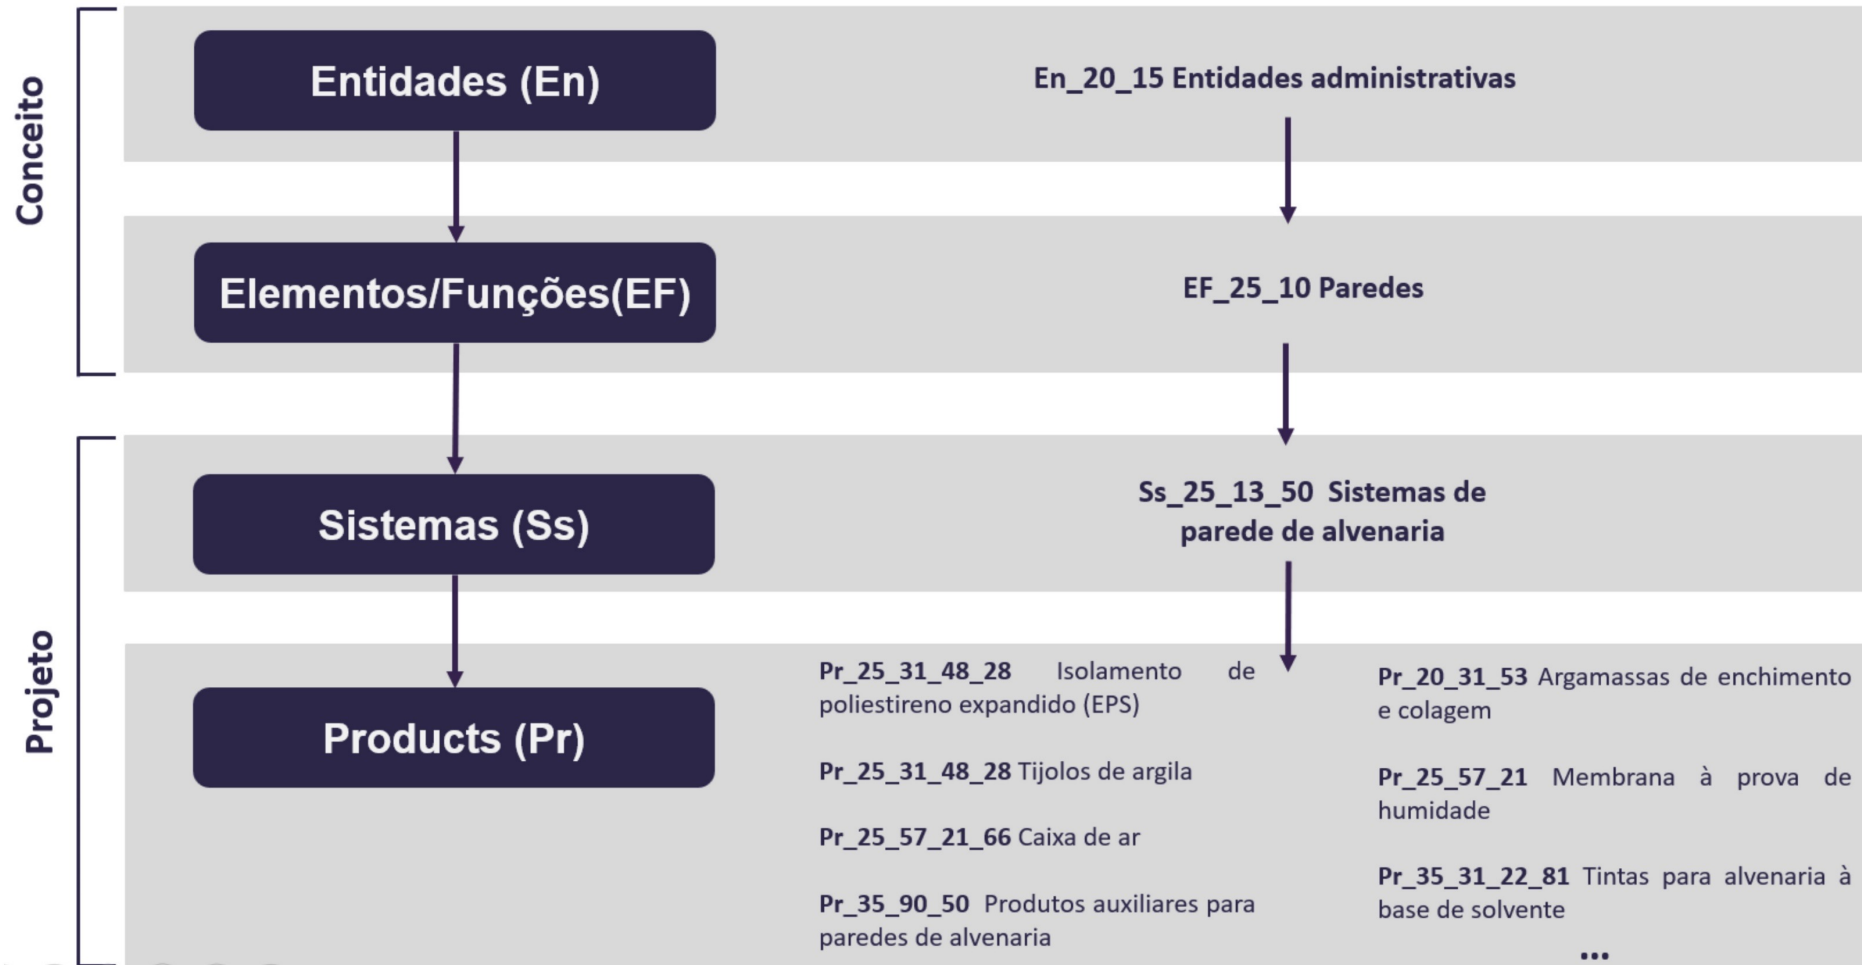 Conceito
Entidades (En)
En_20_15 Entidades administrativas
Elementos/Funções(EF)
EF_25_10 Paredes
Projeto
Sistemas (Ss)
Ss_25_13_50 Sistemas de
parede de alvenaria
Products (Pr)
Pr_25_31_48_28 Isolamento de
poliestireno expandido (EPS)
Pr_25_31_48_28 Tijolos de argila
Pr_25_57_21_66 Caixa de ar
Pr_35_90_50 Produtos auxiliares para
paredes de alvenaria
Pr_20_31_53 Argamassas de enchimento
e colagem
Pr_25_57_21 Membrana à prova de
humidade
Pr_35_31_22_81 Tintas para alvenaria à
base de solvente
...